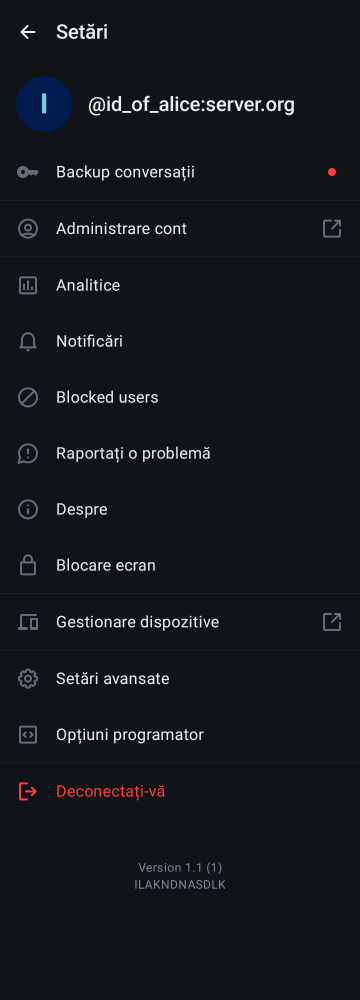 Setări
I
@id_of_alice:server.org
Backup conversații
Administrare cont
Analitice
Notificări
Blocked users
Raportați o problemă
Despre
Blocare ecran
Gestionare dispozitive
Setări avansate
Opțiuni programator
Deconectați-vă
Version 1.1 (1)
ILAKNDNASDLK